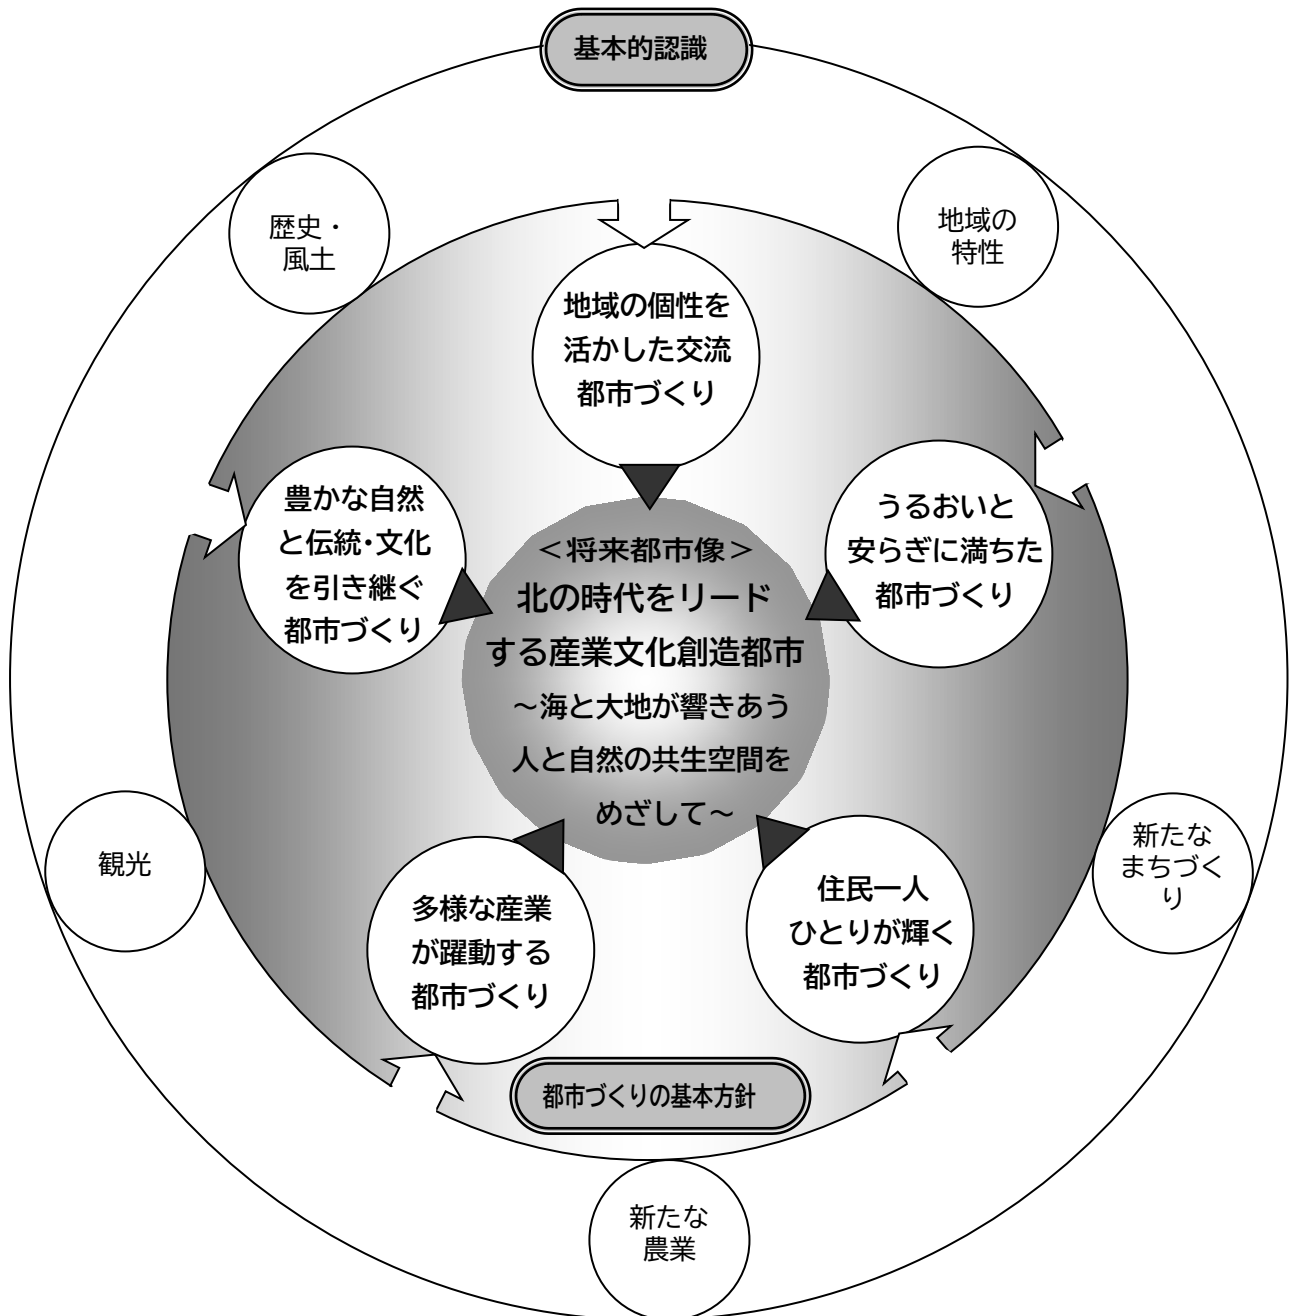 基本的認識
歴史・
風土
地域の
特性
地域の個性を
活かした交流
都市づくり
豊かな自然
と伝統・文化
を引き継ぐ
都市づくり
うるおいと
安らぎに満ちた
都市づくり
＜将来都市像＞
北の時代をリード
する産業文化創造都市
～海と大地が響きあう
人と自然の共生空間を
めざして～
観光
新たな
まちづく
り
多様な産業
が躍動する
都市づくり
住民一人
ひとりが輝く
都市づくり
都市づくりの基本方針
新たな
農業